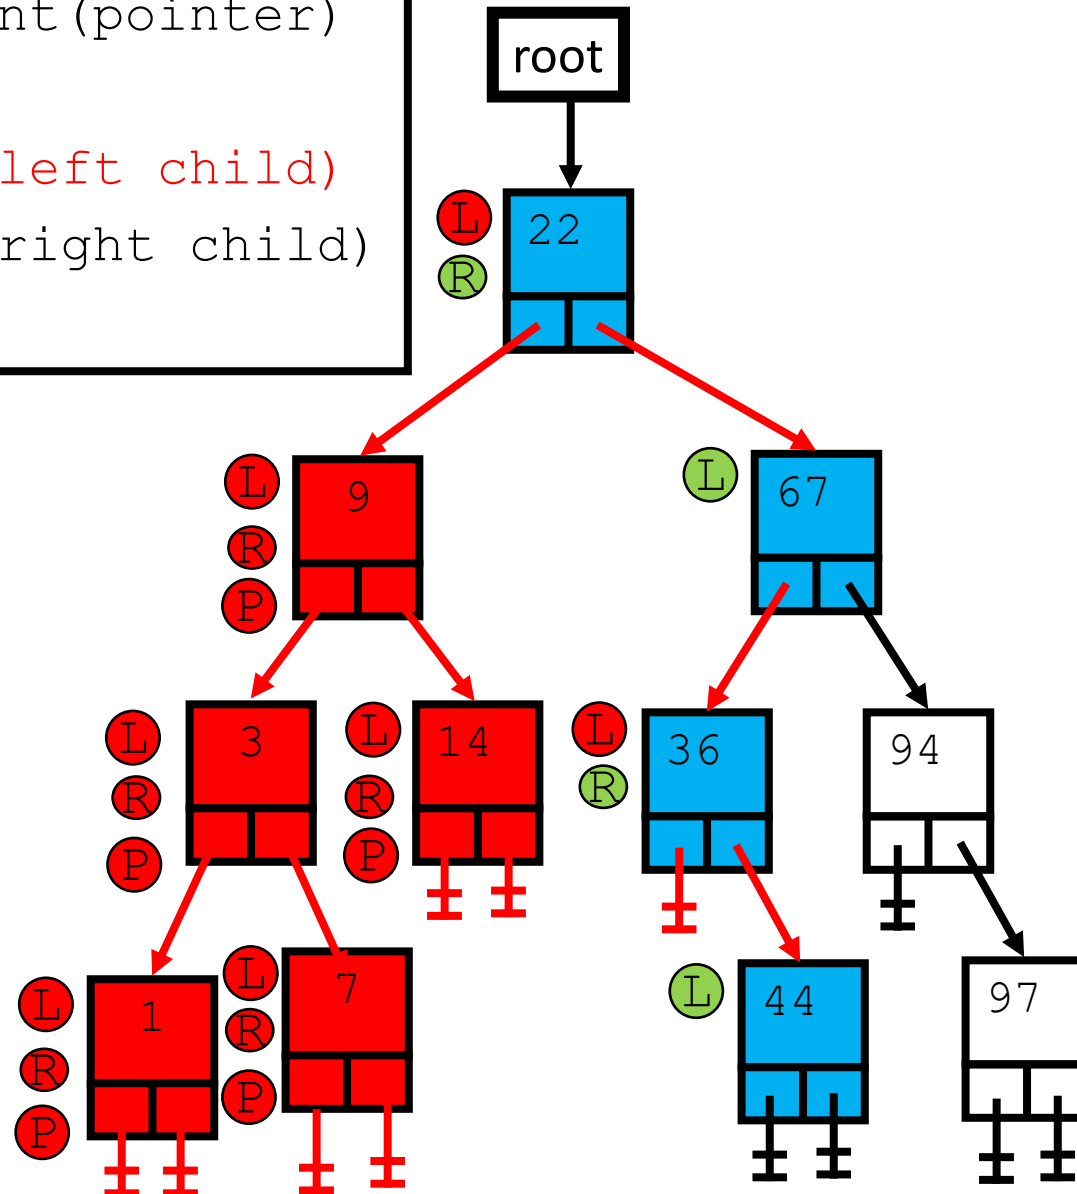 nt(pointer)
left child)
right child)
root
L
22
R
L
9
R
P
L
67
L
3
R
P
L
14
R
P
L
36
R
94
L
1
R
P
L
7
R
P
L
44
97